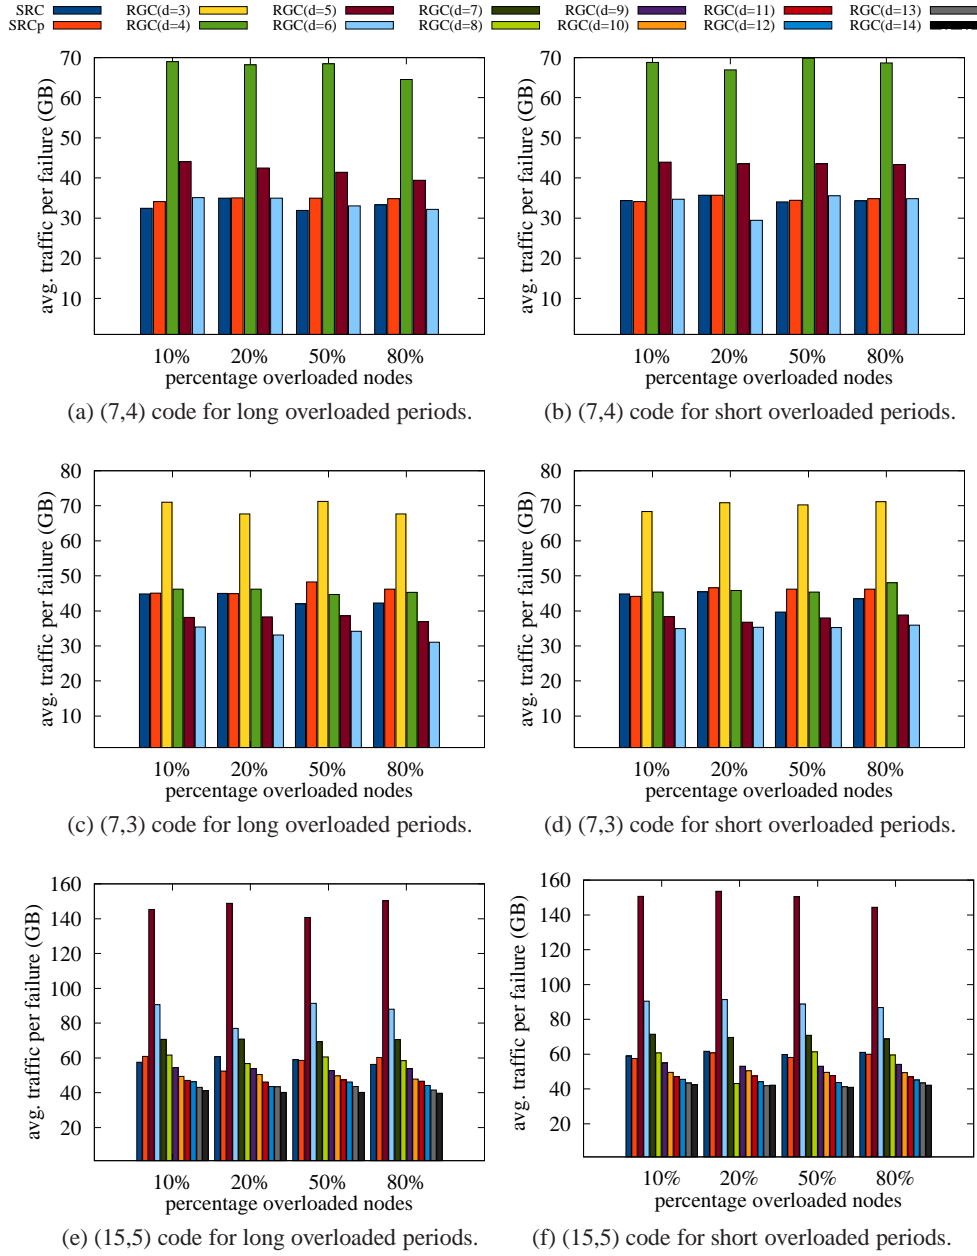 SRC RGC(d=3) RGC(d=5) RGC(d=7) RGC(d=9) RGC(d=11) RGC(d=13)
SRCp RGC(d=4) RGC(d=6) RGC(d=8) RGC(d=10) RGC(d=12) RGC(d=14)
avg. traffic per failure (GB)
70
60
50
40
30
20
10
10% 20% 50% 80%
percentage overloaded nodes
(a) (7,4) code for long overloaded periods.
avg. traffic per failure (GB)
70
60
50
40
30
20
10
10% 20% 50% 80%
percentage overloaded nodes
(b) (7,4) code for short overloaded periods.
avg. traffic per failure (GB)
80
70
60
50
40
30
20
10
10% 20% 50% 80%
percentage overloaded nodes
(c) (7,3) code for long overloaded periods.
avg. traffic per failure (GB)
80
70
60
50
40
30
20
10
10% 20% 50% 80%
percentage overloaded nodes
(d) (7,3) code for short overloaded periods.
avg. traffic per failure (GB)
160
140
120
100
80
60
40
20
10% 20% 50% 80%
percentage overloaded nodes
(e) (15,5) code for long overloaded periods.
avg. traffic per failure (GB)
160
140
120
100
80
60
40
20
10% 20% 50% 80%
percentage overloaded nodes
(f) (15,5) code for short overloaded periods.